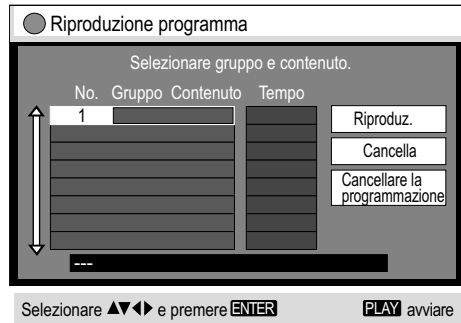 Riproduzione programma
Selezionare gruppo e contenuto.
No. Gruppo Contenuto Tempo
1
Riproduz.
Cancella
Cancellare la
programmazione
---
Selezionare ▲▼◀▶ e premere ENTER PLAY avviare